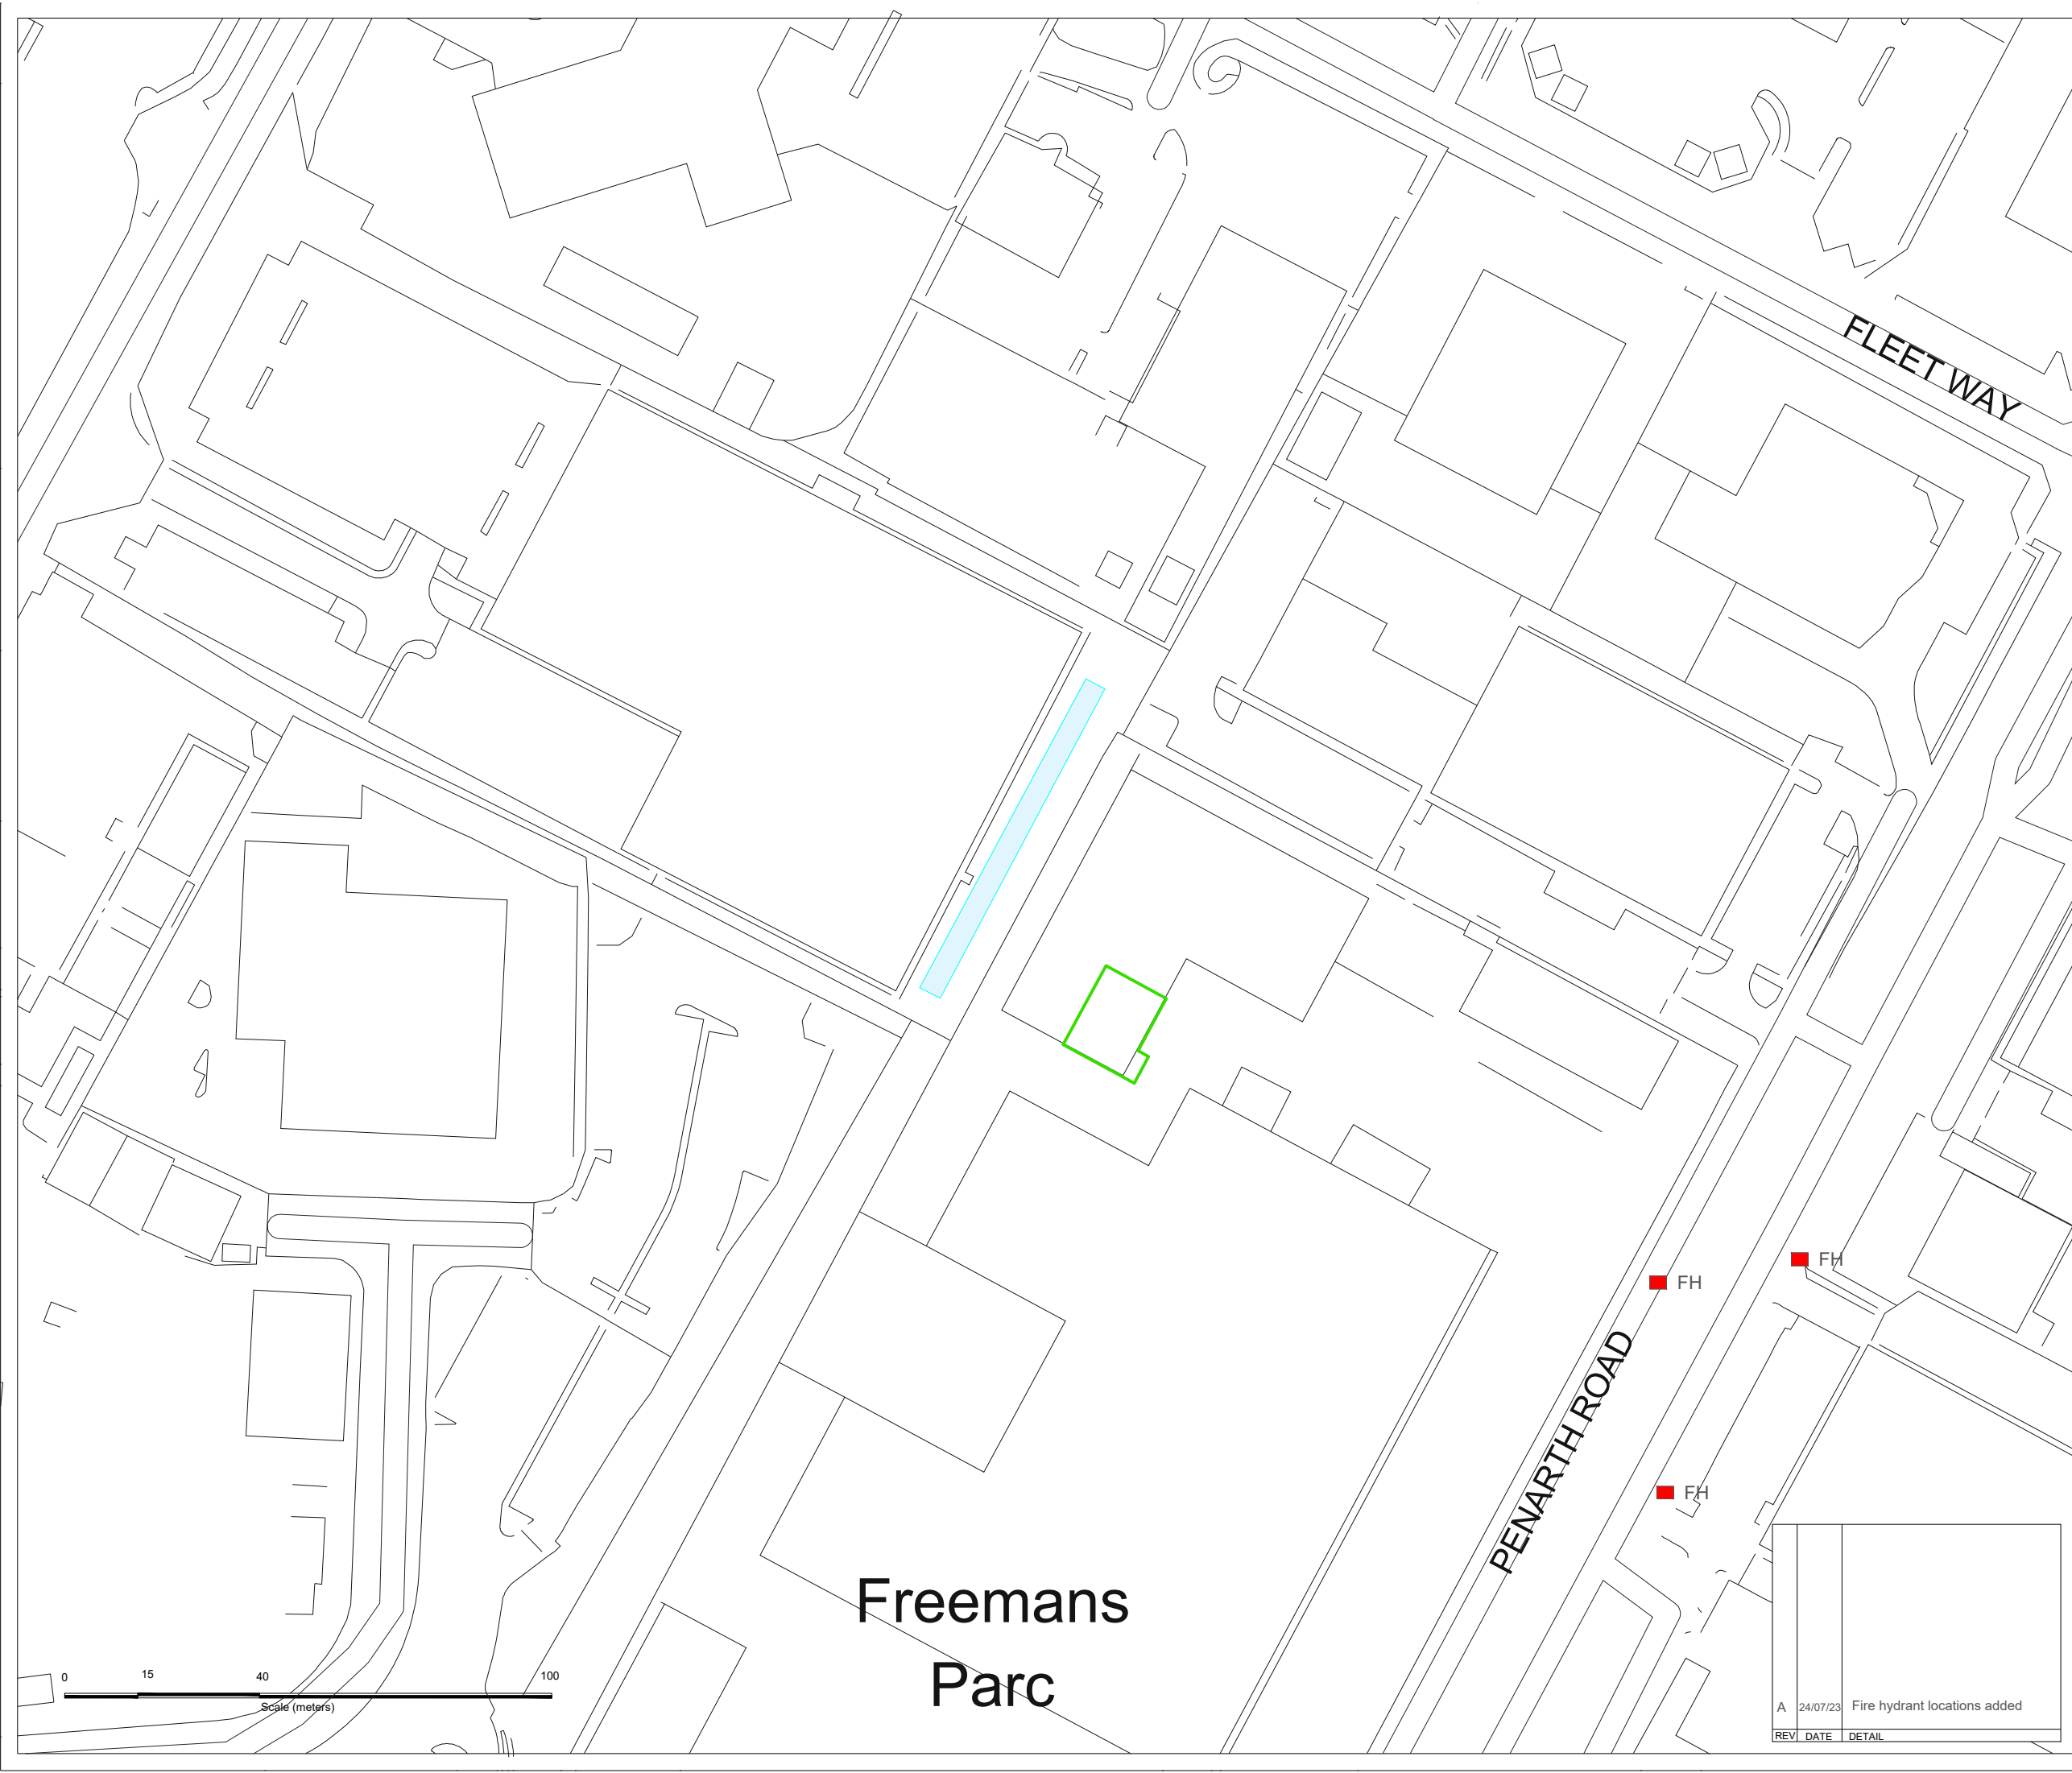 FLEET WAY
FH
FH
PENARTH ROAD
FH
Freemans
Parc
0 15 40 100
Scale (meters)
A 24/07/23 Fire hydrant locations added
REV DATE DETAIL